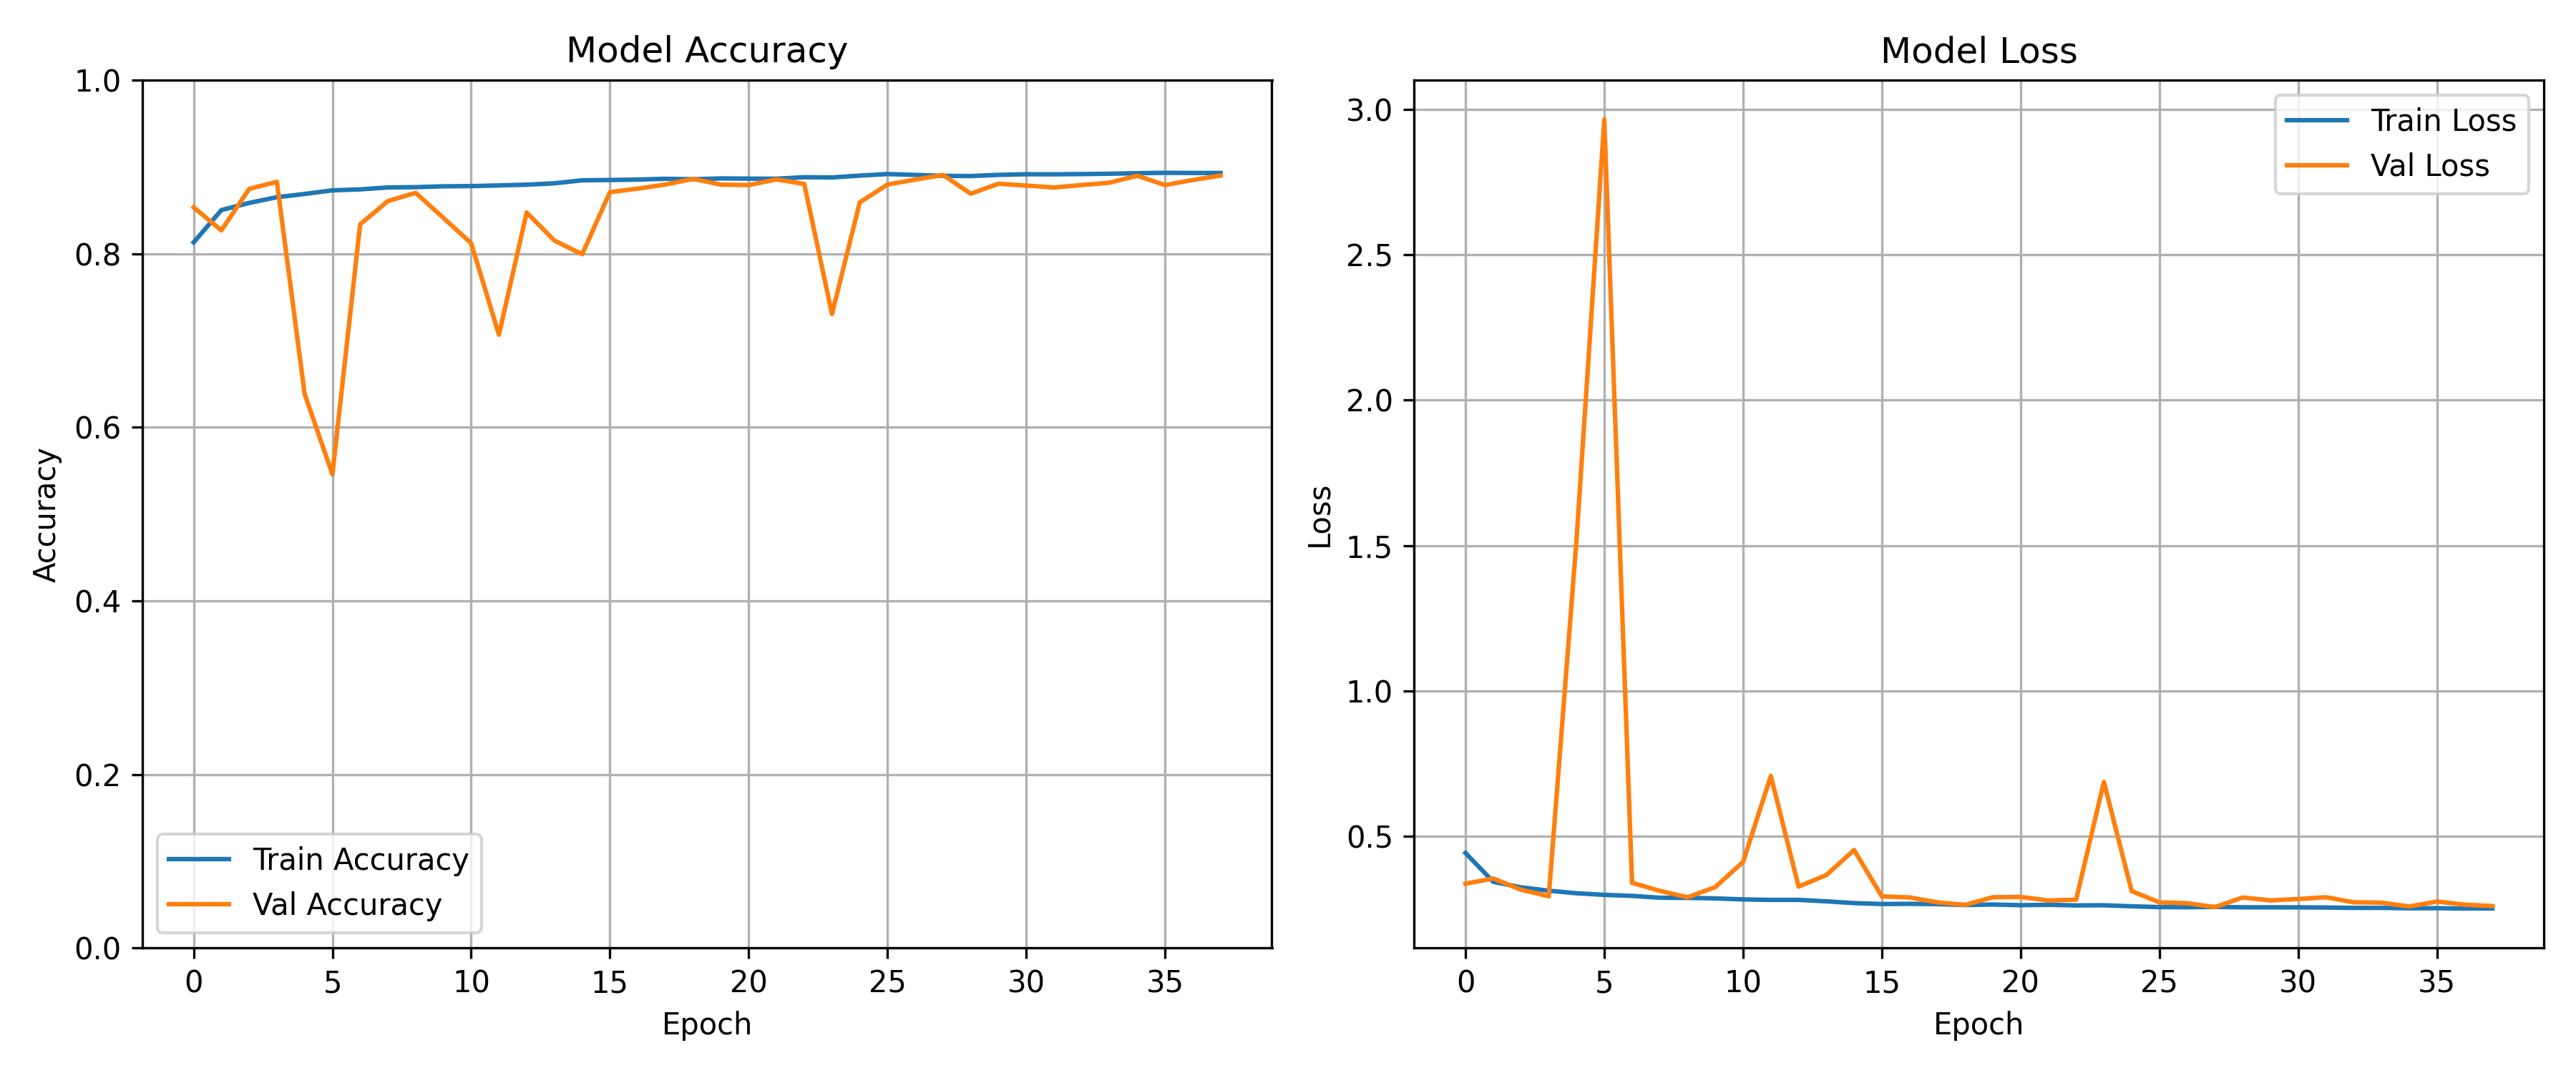 Model Accuracy
1.0
0.8
0.6
0.4
0.2
0.0
Accuracy
Train Accuracy
Val Accuracy
0 5 10 15 20 25 30 35
Epoch
Model Loss
3.0
2.5
2.0
1.5
1.0
0.5
Loss
Train Loss
Val Loss
0 5 10 15 20 25 30 35
Epoch